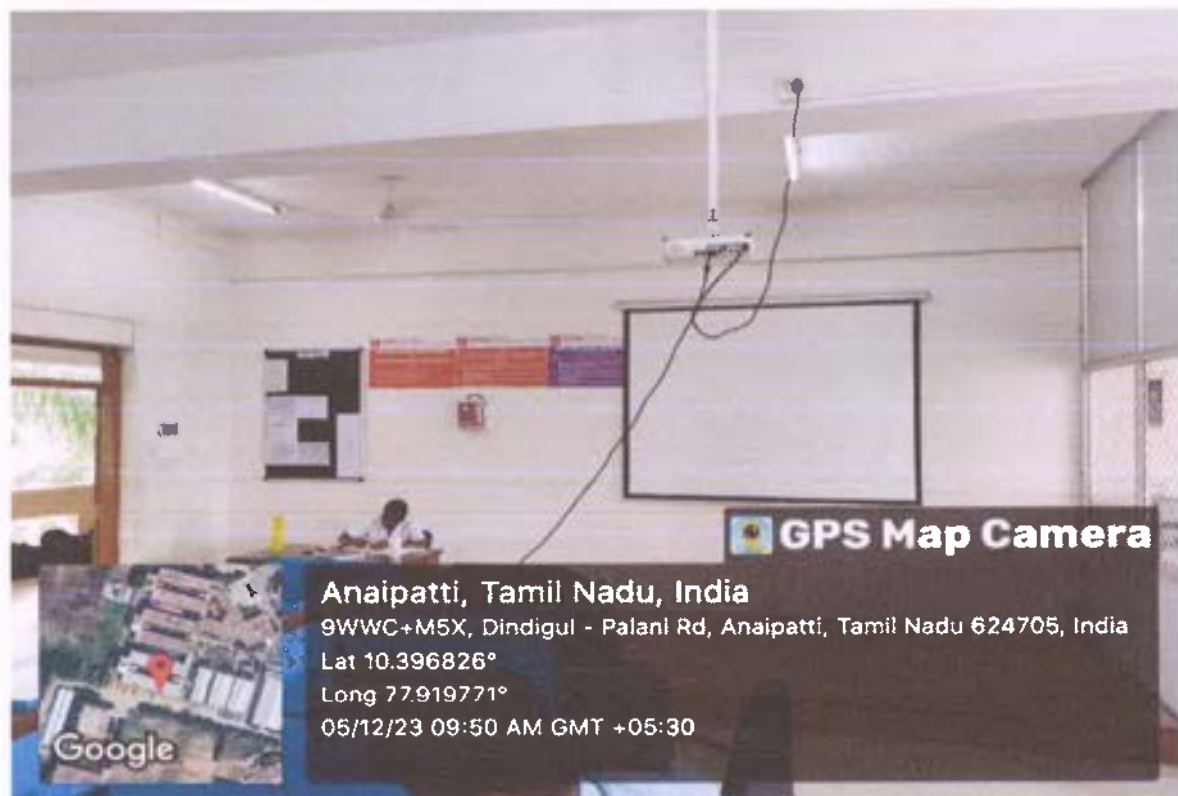 GPS Map Camera
Anaipatti, Tamil Nadu, India
9WWC+M5X, Dindigul - Palani Rd, Anaipatti, Tamil Nadu 624705, India
Lat 10.396826°
Long 77.919771°
05/12/23 09:50 AM GMT +05:30
Google